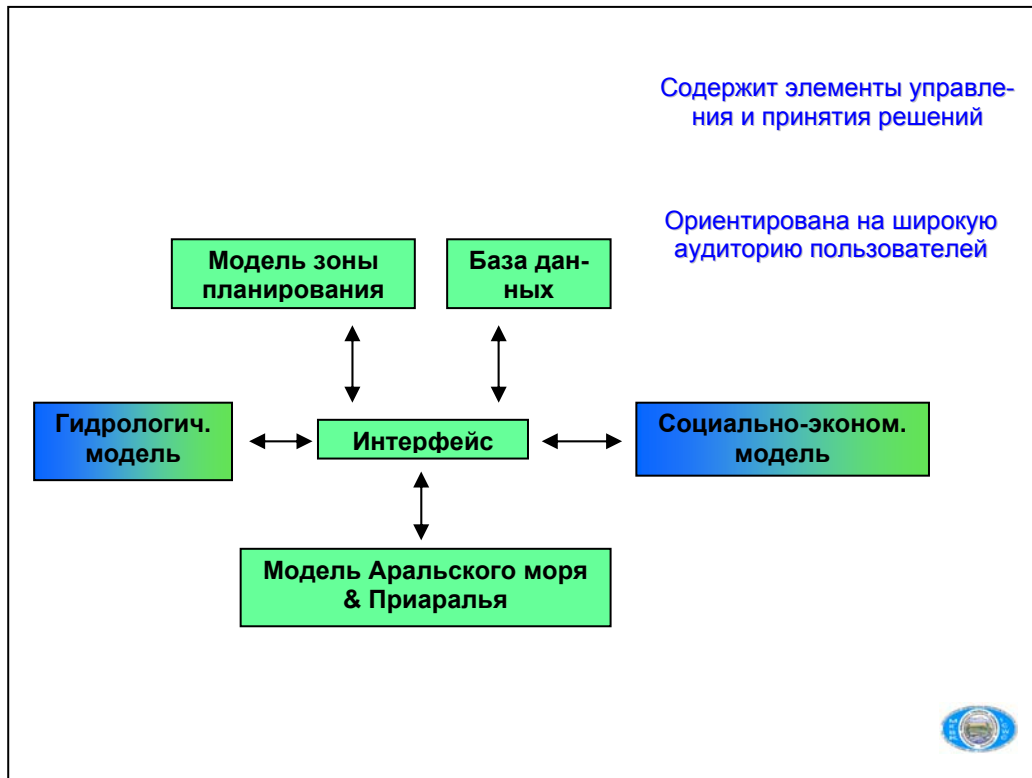 Содержит элементы управле-
ния и принятия решений
Ориентирована на широкую
аудиторию пользователей
Модель зоны
планирования
База дан-
ных
Гидрологич.
модель
Интерфейс
Социально-эконом.
модель
Модель Аральского моря
& Приаралья